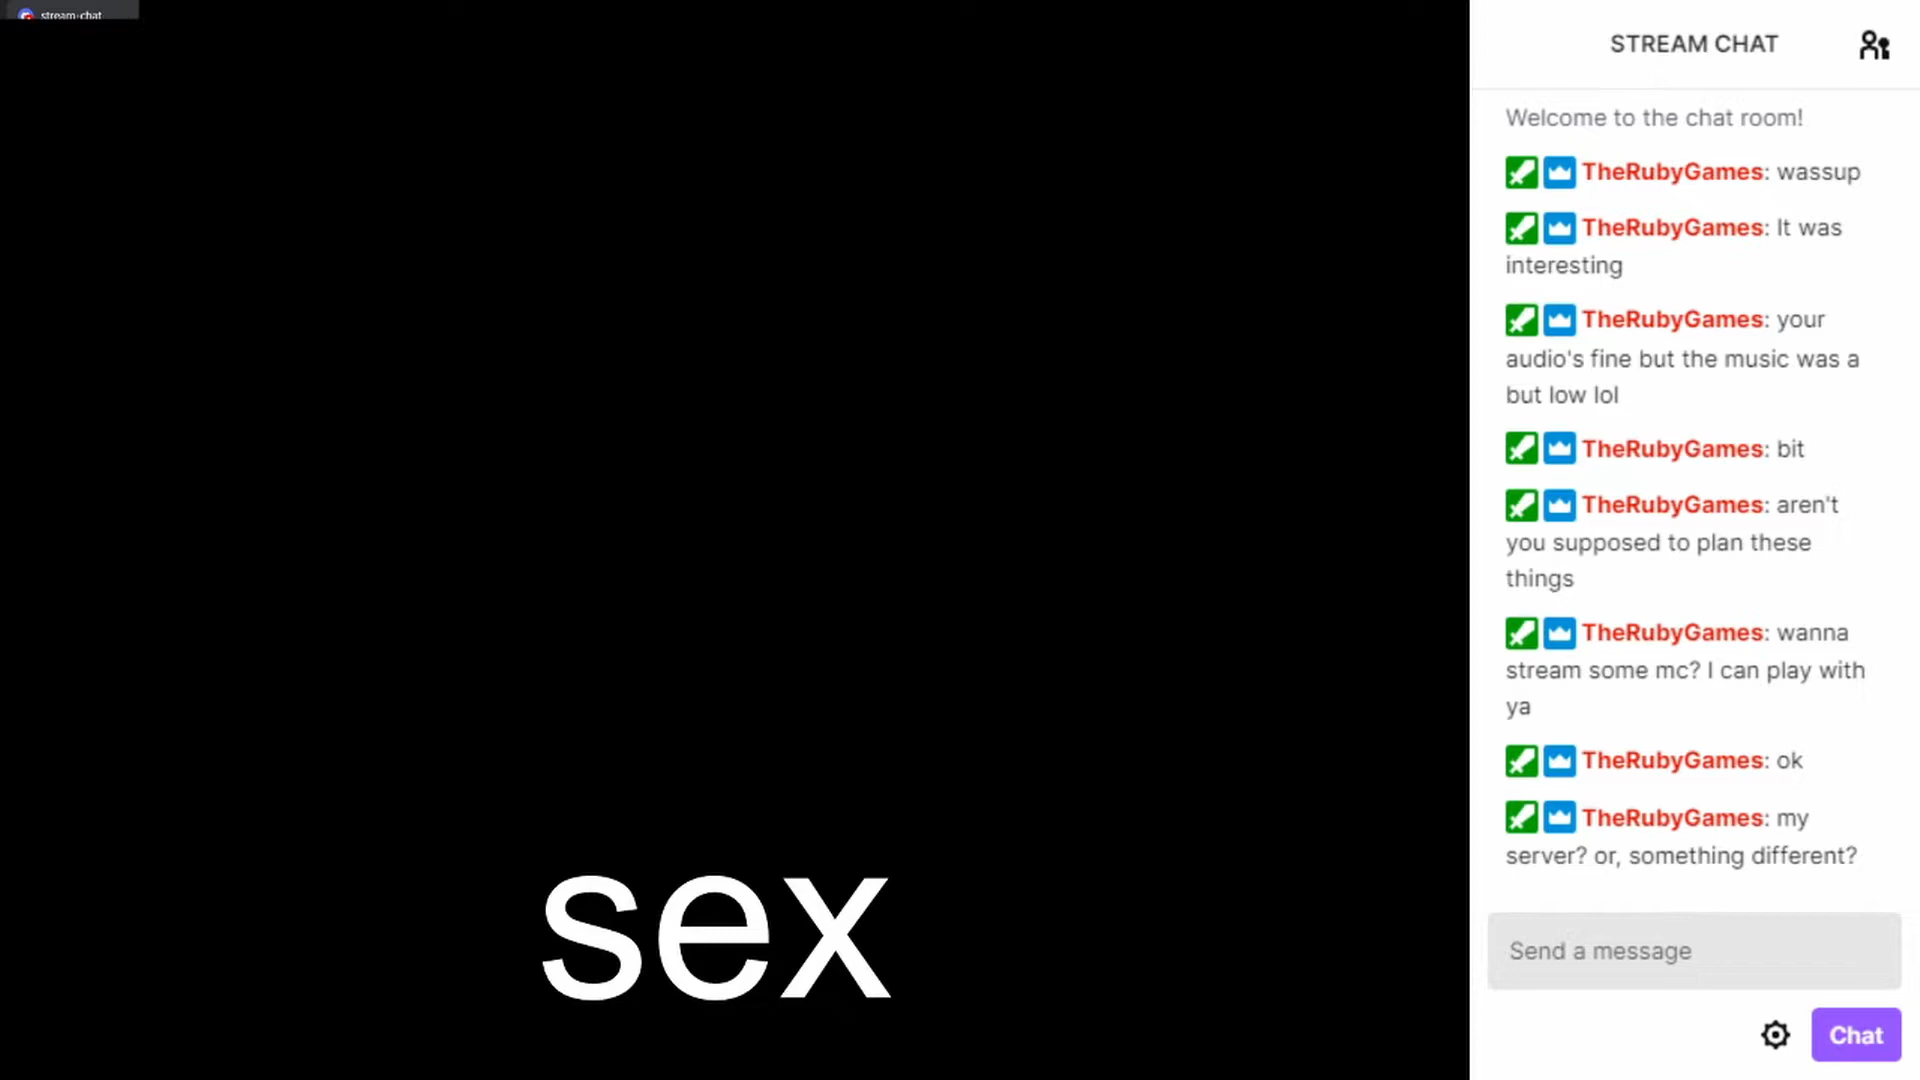 stream-chat
STREAM CHAT
Welcome to the chat room!
TheRubyGames: wassup
TheRubyGames: It was
interesting
TheRubyGames: your
audio's fine but the music was a
but low lol
TheRubyGames: bit
TheRubyGames: aren't
you supposed to plan these
things
TheRubyGames: wanna
stream some mc? I can play with
ya
TheRubyGames: ok
TheRubyGames: my
server? or, something different?
sex
Send a message
Chat